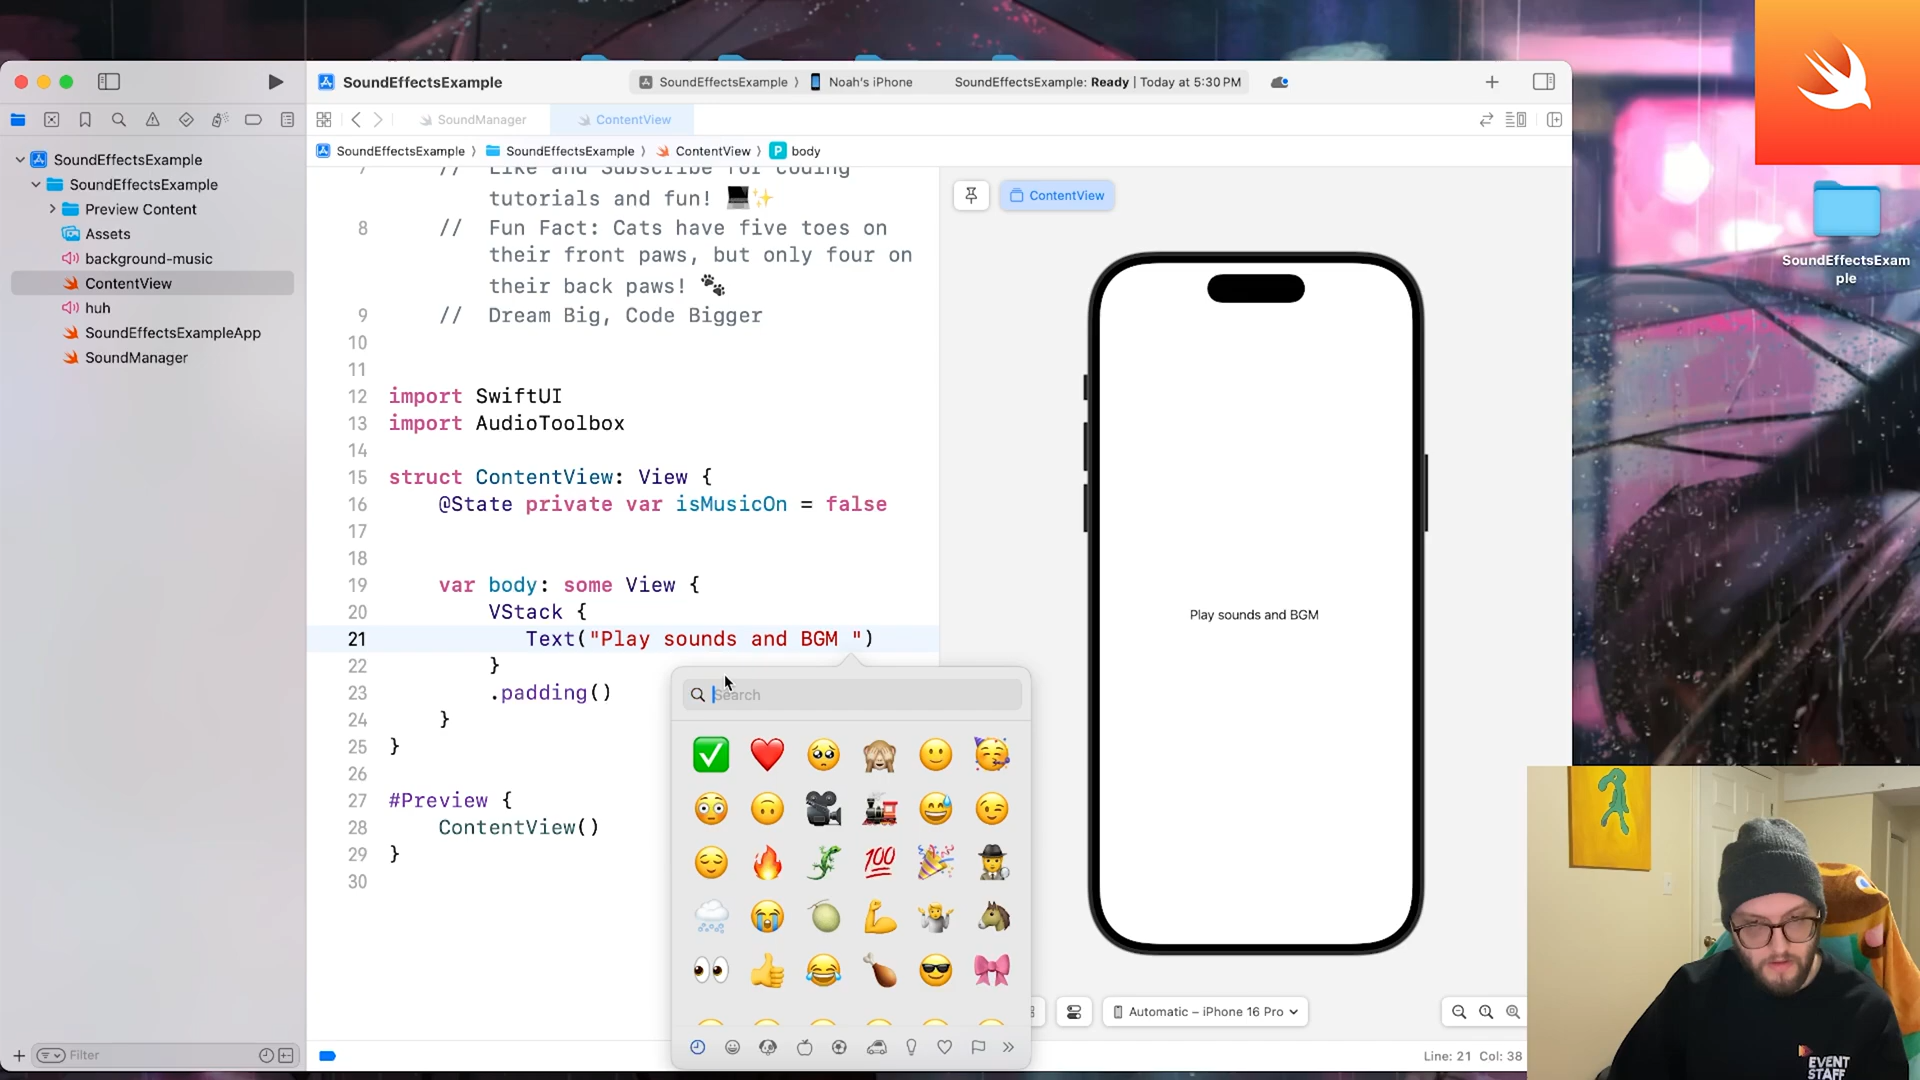 SoundEffectsExample
SoundEffectsExample 〉 Noah's iPhone
SoundEffectsExample: Ready | Today at 5:30 PM
SoundManager
ContentView
SoundEffectsExample 〉 SoundEffectsExample 〉 ContentView 〉 P body
SoundEffectsExample
SoundEffectsExample
Preview Content
Assets
background-music
ContentView
huh
SoundEffectsExampleApp
SoundManager
Filter
7 // Like and Subscribe for coding
tutorials and fun! 💻✨
8 // Fun Fact: Cats have five toes on
their front paws, but only four on
their back paws! 🐾
9 // Dream Big, Code Bigger
10
11
12 import SwiftUI
13 import AudioToolbox
14
15 struct ContentView: View {
16 @State private var isMusicOn = false
17
18
19 var body: some View {
20 VStack {
21 Text("Play sounds and BGM ")
22 }
23 .padding()
24 }
25 }
26
27 #Preview {
28 ContentView()
29 }
30
Search
100
ContentView
Play sounds and BGM
Automatic – iPhone 16 Pro
Line: 21 Col: 38
SoundEffectsExam
ple
EVENT
STAFF